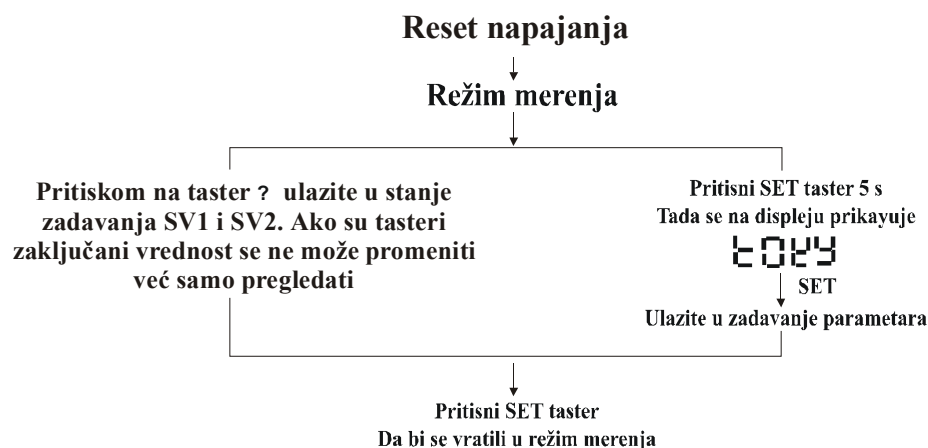 Reset napajanja
Režim merenja
Pritiskom na taster ? ulazite u stanje
zadavanja SV1 i SV2. Ako su tasteri
zaključani vrednost se ne može promeniti
već samo pregledati
Pritisni SET taster 5 s
Tada se na displeju prikayuje
SET
Ulazite u zadavanje parametara
Pritisni SET taster
Da bi se vratili u režim merenja